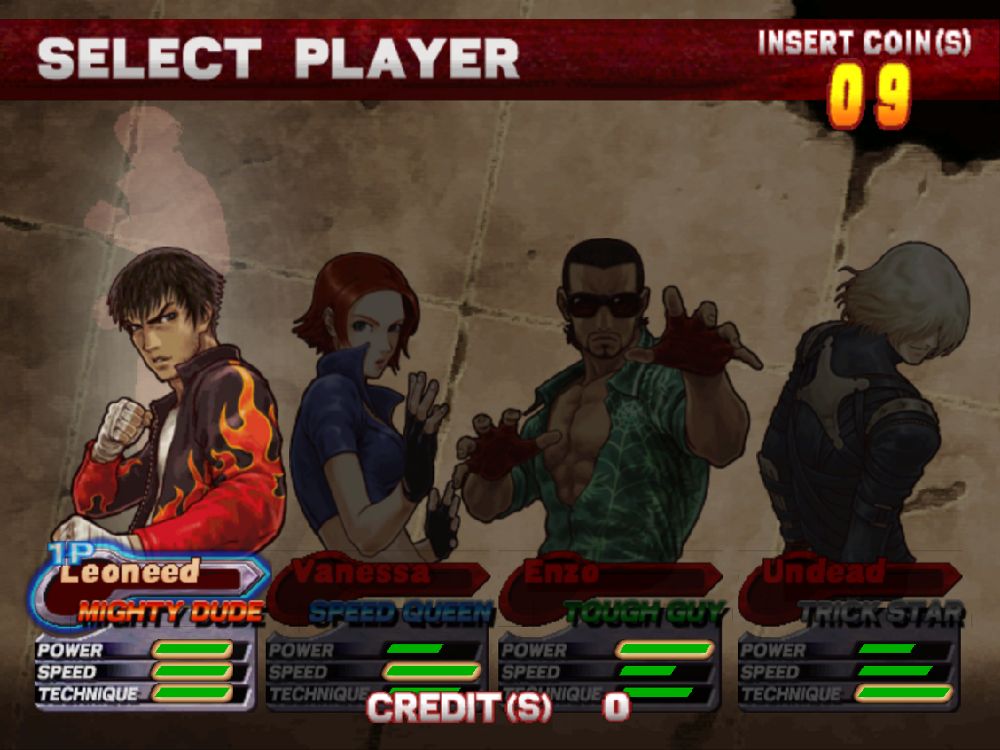 SELECT PLAYER
INSERT COIN(S)
09
1P
Leoneed
MIGHTY DUDE
POWER
SPEED
TECHNIQUE
Vanessa
SPEED QUEEN
POWER
SPEED
TECHNIQUE
Enzo
TOUGH GUY
POWER
SPEED
TECHNIQUE
Undead
TRICK STAR
POWER
SPEED
TECHNIQUE
CREDIT(S) 0